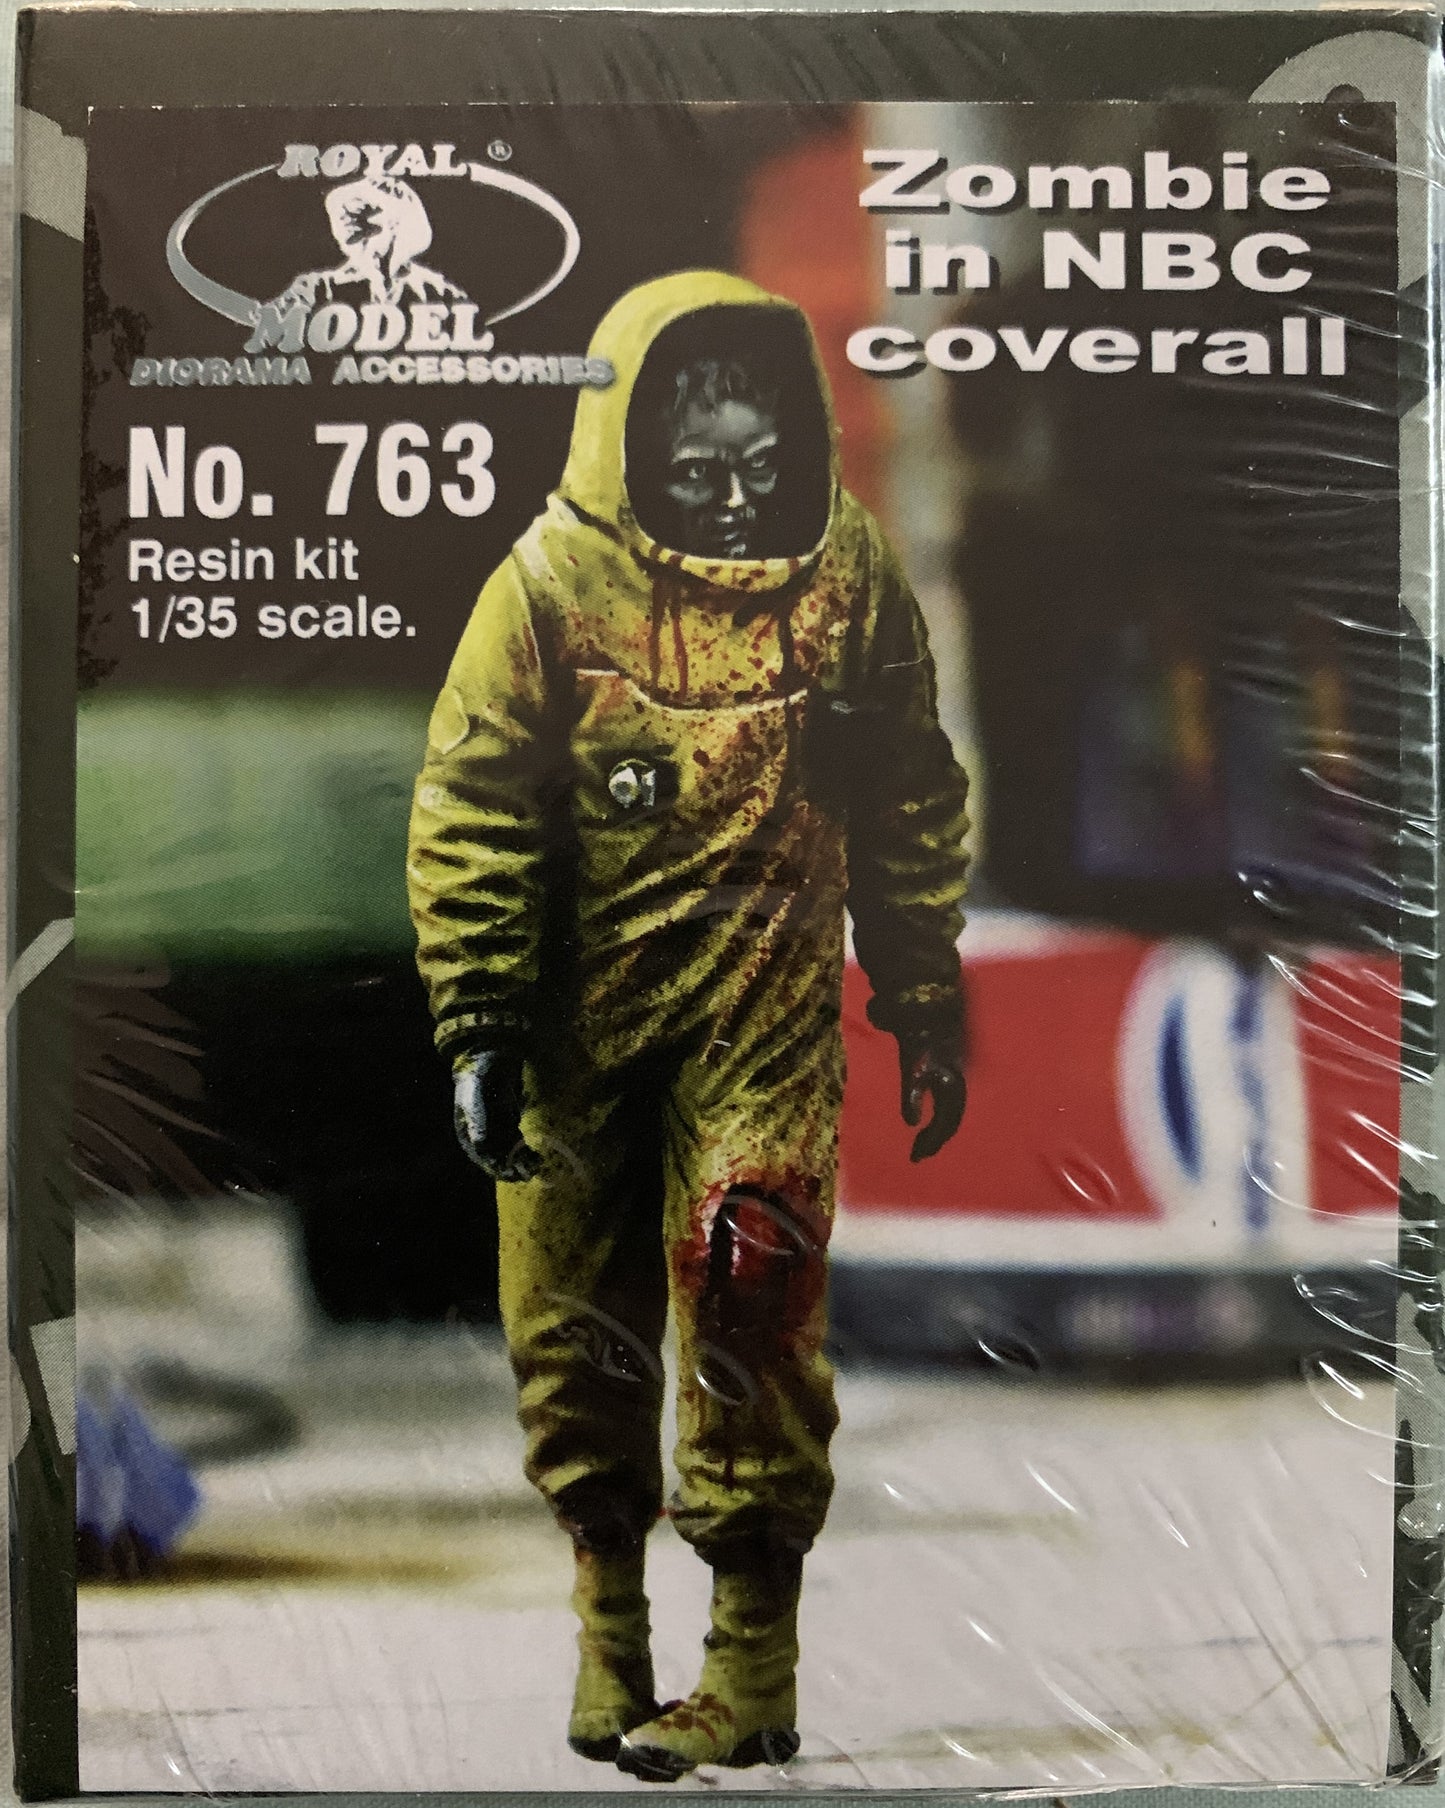 ROYAL ®
MODEL
DIORAMA ACCESSORIES
No. 763
Resin kit
1/35 scale.
Zombie
in NBC
coverall